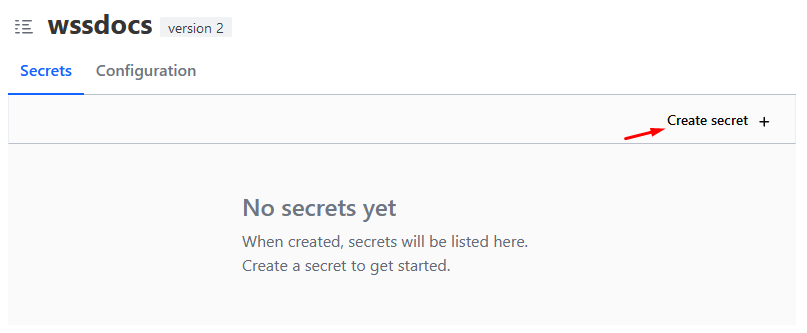 wssdocs version 2
Secrets Configuration
Create secret +
No secrets yet
When created, secrets will be listed here.
Create a secret to get started.